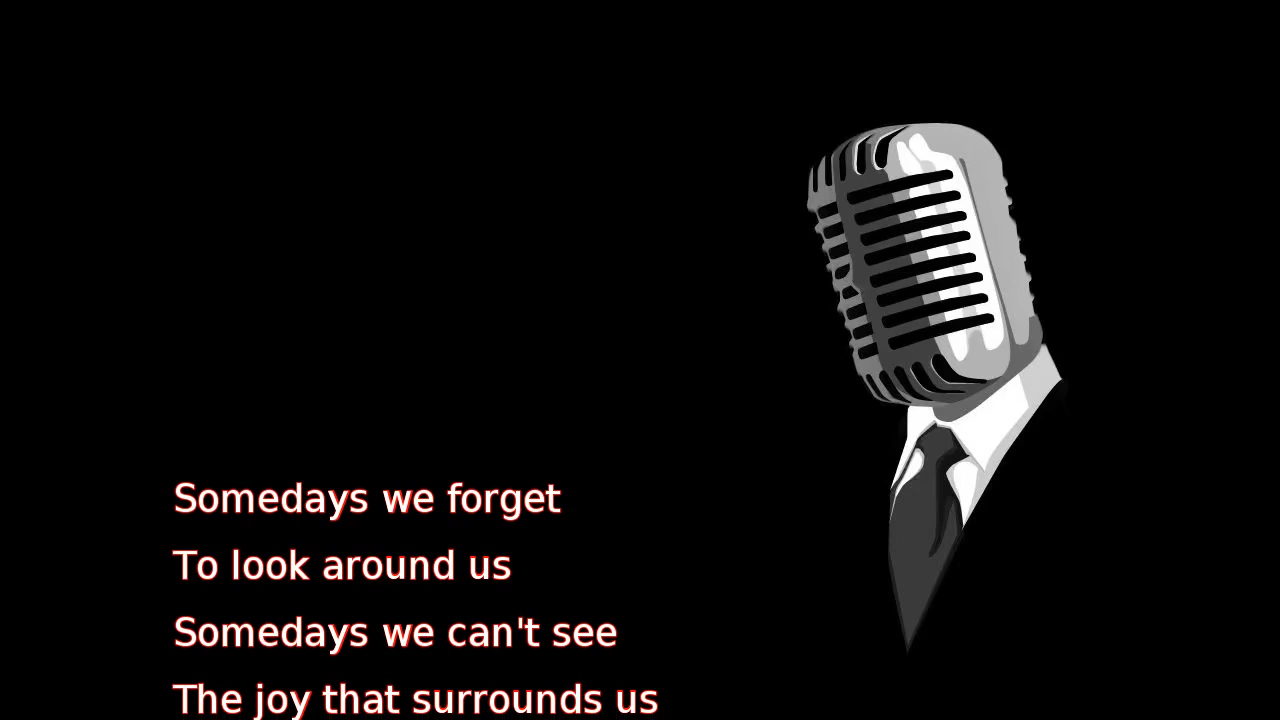 Somedays we forget
To look around us
Somedays we can't see
The joy that surrounds us